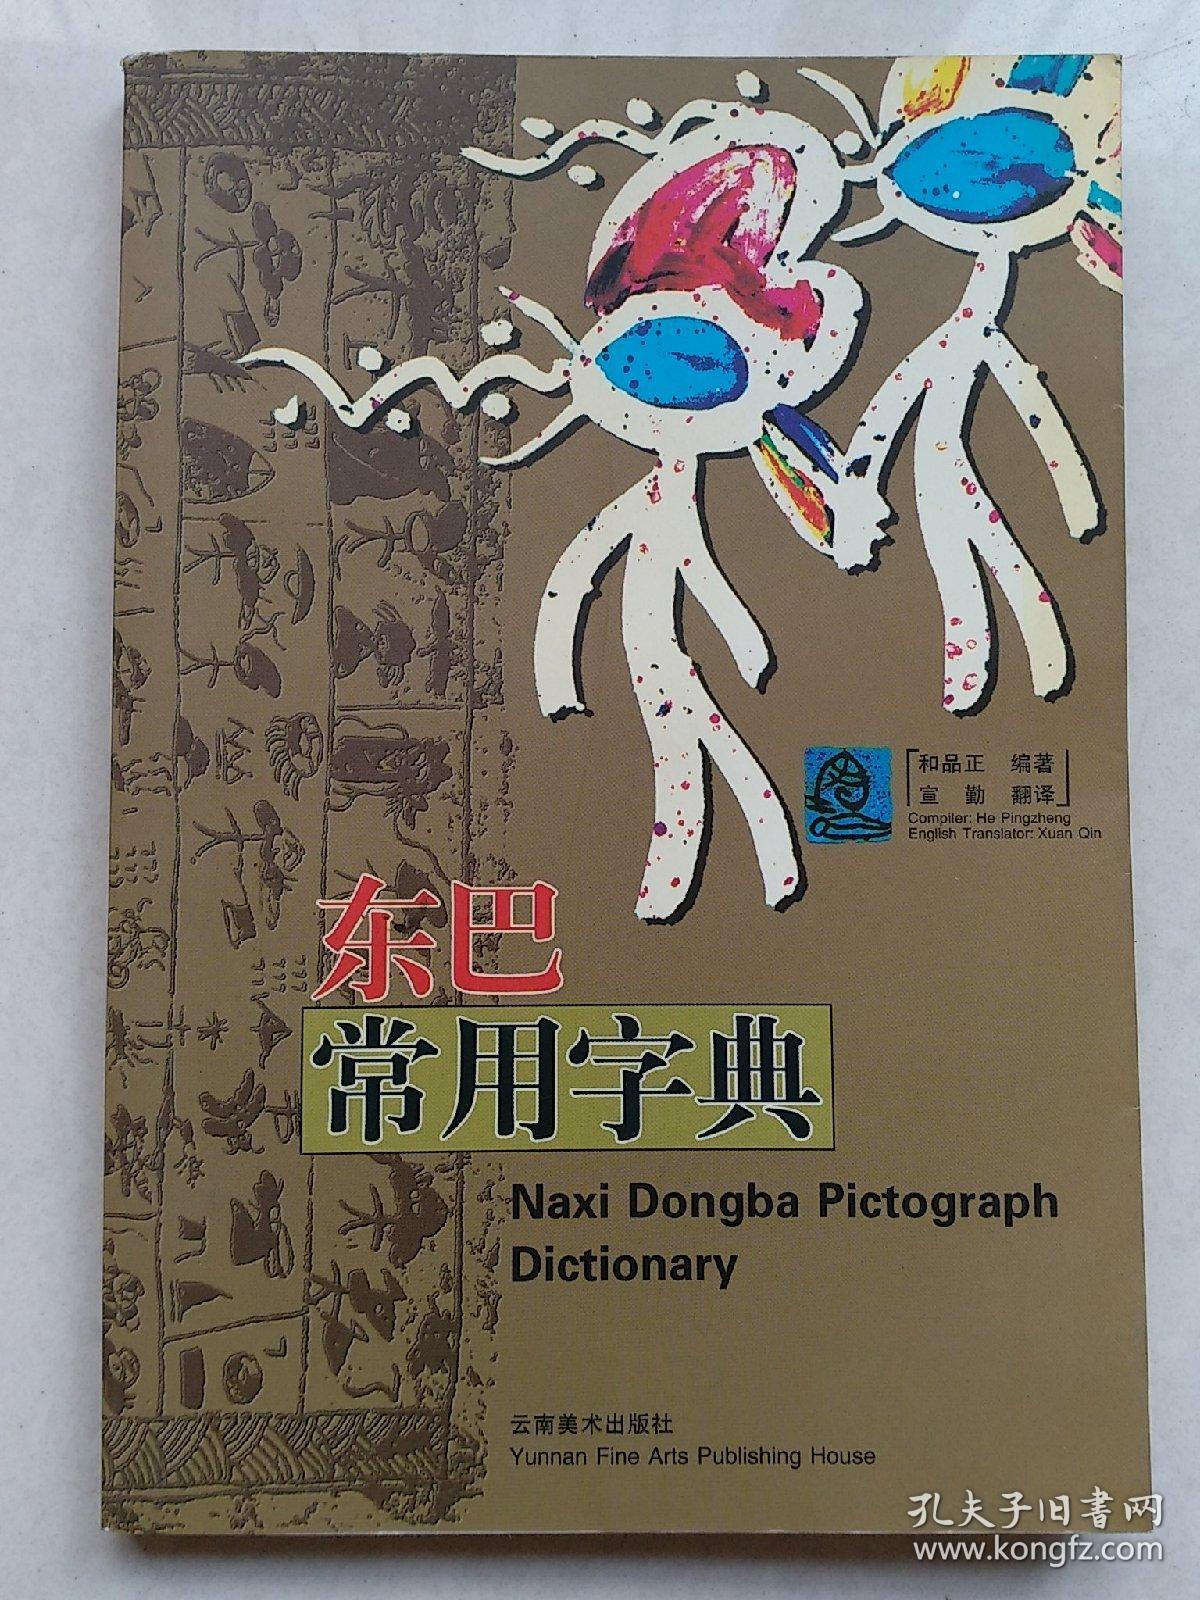 和品正 编著
宣 勤 翻译
Compiler: He Pingzheng
English Translator: Xuan Qin
东巴
常用字典
Naxi Dongba Pictograph
Dictionary
云南美术出版社
Yunnan Fine Arts Publishing House
孔夫子旧书网
www.kongfz.com